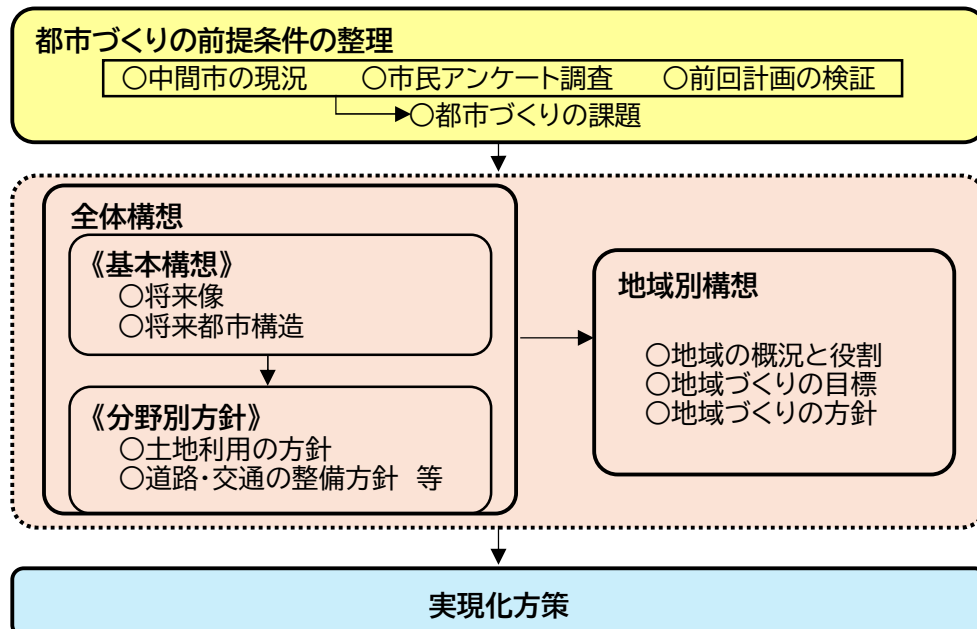 都市づくりの前提条件の整理
○中間市の現況　○市民アンケート調査　○前回計画の検証
○都市づくりの課題
全体構想
《基本構想》
○将来像
○将来都市構造
《分野別方針》
○土地利用の方針
○道路・交通の整備方針　等
地域別構想
○地域の概況と役割
○地域づくりの目標
○地域づくりの方針
実現化方策